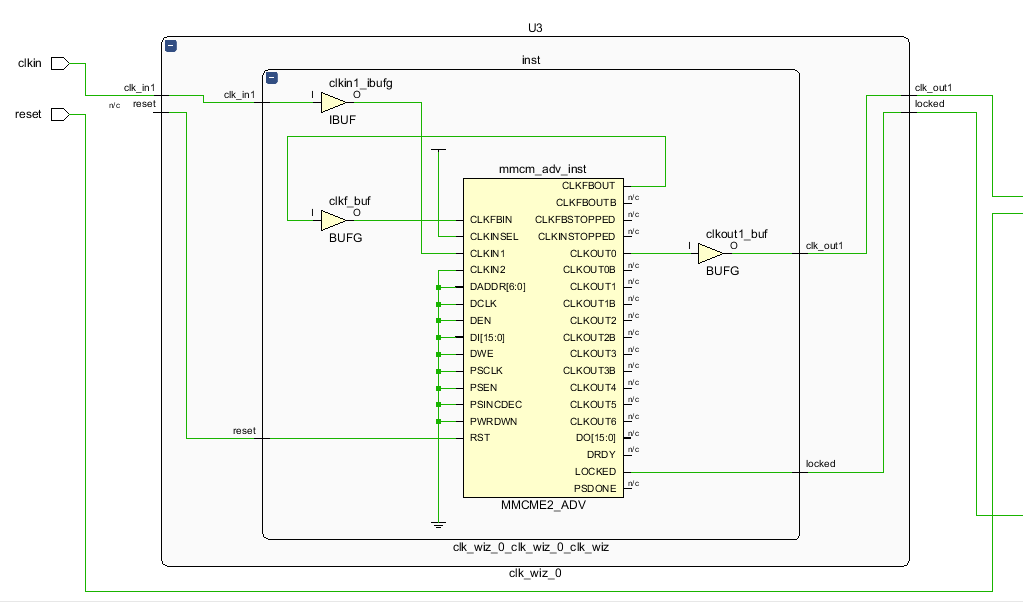 U3
clkin
reset
clk_in1
n/c
reset
inst
clk_in1
clkin1_ibufg
I
O
IBUF
clk_out1
locked
clkf_buf
I
O
BUFG
mmcm_adv_inst
CLKFBIN
CLKINSEL
CLKIN1
CLKIN2
DADDR[6:0]
DCLK
DEN
DI[15:0]
DWE
PSCLK
PSEN
PSINCDEC
PWRDWN
RST
CLKFBOUT
CLKFBOUTB n/c
CLKFBSTOPPED n/c
CLKINSTOPPED n/c
CLKOUT0
CLKOUT0B n/c
CLKOUT1 n/c
CLKOUT1B n/c
CLKOUT2 n/c
CLKOUT2B n/c
CLKOUT3 n/c
CLKOUT3B n/c
CLKOUT4 n/c
CLKOUT5 n/c
CLKOUT6 n/c
DO[15:0] n/c
DRDY n/c
LOCKED
PSDONE n/c
MMCME2_ADV
clkout1_buf
I
O
BUFG
clk_out1
reset
locked
clk_wiz_0_clk_wiz_0_clk_wiz
clk_wiz_0